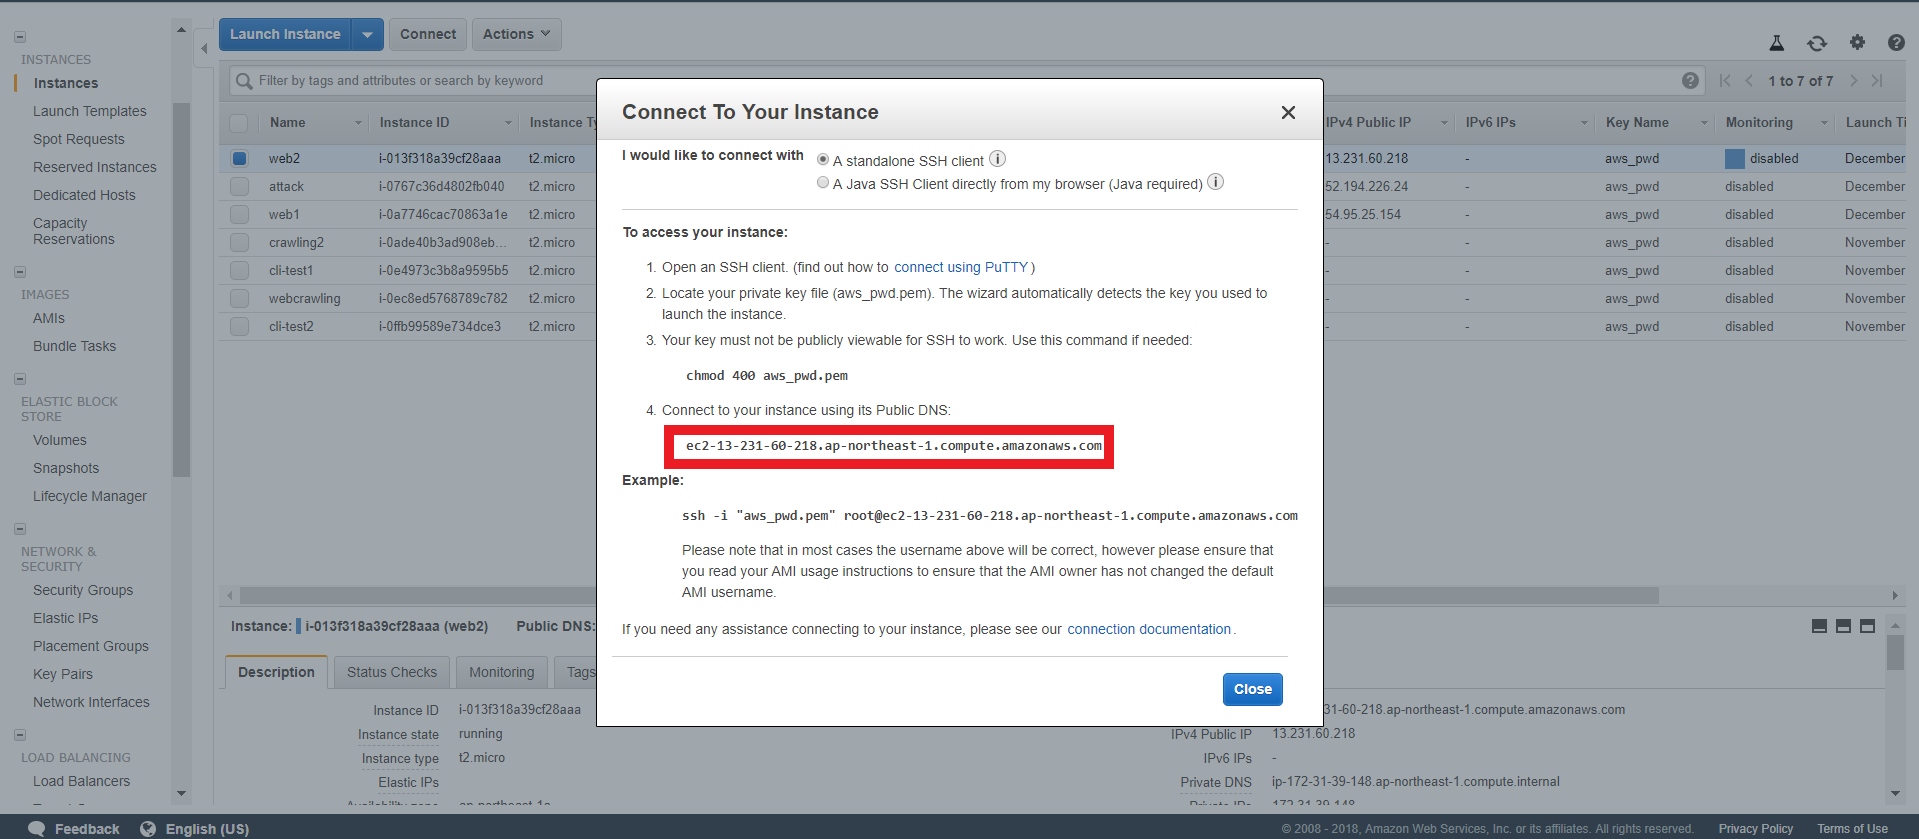 INSTANCES
Instances
Launch Templates
Spot Requests
Reserved Instances
Dedicated Hosts
Capacity
Reservations
IMAGES
AMIs
Bundle Tasks
ELASTIC BLOCK
STORE
Volumes
Snapshots
Lifecycle Manager
NETWORK &
SECURITY
Security Groups
Elastic IPs
Placement Groups
Key Pairs
Network Interfaces
LOAD BALANCING
Load Balancers
Launch Instance Connect Actions
Filter by tags and attributes or search by keyword
1 to 7 of 7
Name Instance ID Instance Ty IPv4 Public IP IPv6 IPs Key Name Monitoring Launch Ti
web2 i-013f318a39cf28aaa t2.micro 13.231.60.218 - aws_pwd disabled December
attack i-0767c36d4802fb040 t2.micro 52.194.226.24 - aws_pwd disabled December
web1 i-0a7746cac70863a1e t2.micro 54.95.25.154 - aws_pwd disabled December
crawling2 i-0ade40b3ad908eb... t2.micro - - aws_pwd disabled November
cli-test1 i-0e4973c3b8a9595b5 t2.micro - - aws_pwd disabled November
webcrawling i-0ec8ed5768789c782 t2.micro - - aws_pwd disabled November
cli-test2 i-0ffb99589e734dce3 t2.micro - - aws_pwd disabled November
Connect To Your Instance
I would like to connect with A standalone SSH client
A Java SSH Client directly from my browser (Java required)
To access your instance:
1. Open an SSH client. (find out how to connect using PuTTY)
2. Locate your private key file (aws_pwd.pem). The wizard automatically detects the key you used to
launch the instance.
3. Your key must not be publicly viewable for SSH to work. Use this command if needed:
chmod 400 aws_pwd.pem
4. Connect to your instance using its Public DNS:
ec2-13-231-60-218.ap-northeast-1.compute.amazonaws.com
Example:
ssh -i "aws_pwd.pem" root@ec2-13-231-60-218.ap-northeast-1.compute.amazonaws.com
Please note that in most cases the username above will be correct, however please ensure that
you read your AMI usage instructions to ensure that the AMI owner has not changed the default
AMI username.
If you need any assistance connecting to your instance, please see our connection documentation.
Close
Instance: i-013f318a39cf28aaa (web2) Public DNS:
Description Status Checks Monitoring Tags
Instance ID i-013f318a39cf28aaa 31-60-218.ap-northeast-1.compute.amazonaws.com
Instance state running IPv4 Public IP 13.231.60.218
Instance type t2.micro IPv6 IPs -
Elastic IPs Private DNS ip-172-31-39-148.ap-northeast-1.compute.internal
Availability zone ap-northeast-1a Private IPs 172.31.39.148
Feedback English (US) © 2008 - 2018, Amazon Web Services, Inc. or its affiliates. All rights reserved. Privacy Policy Terms of Use